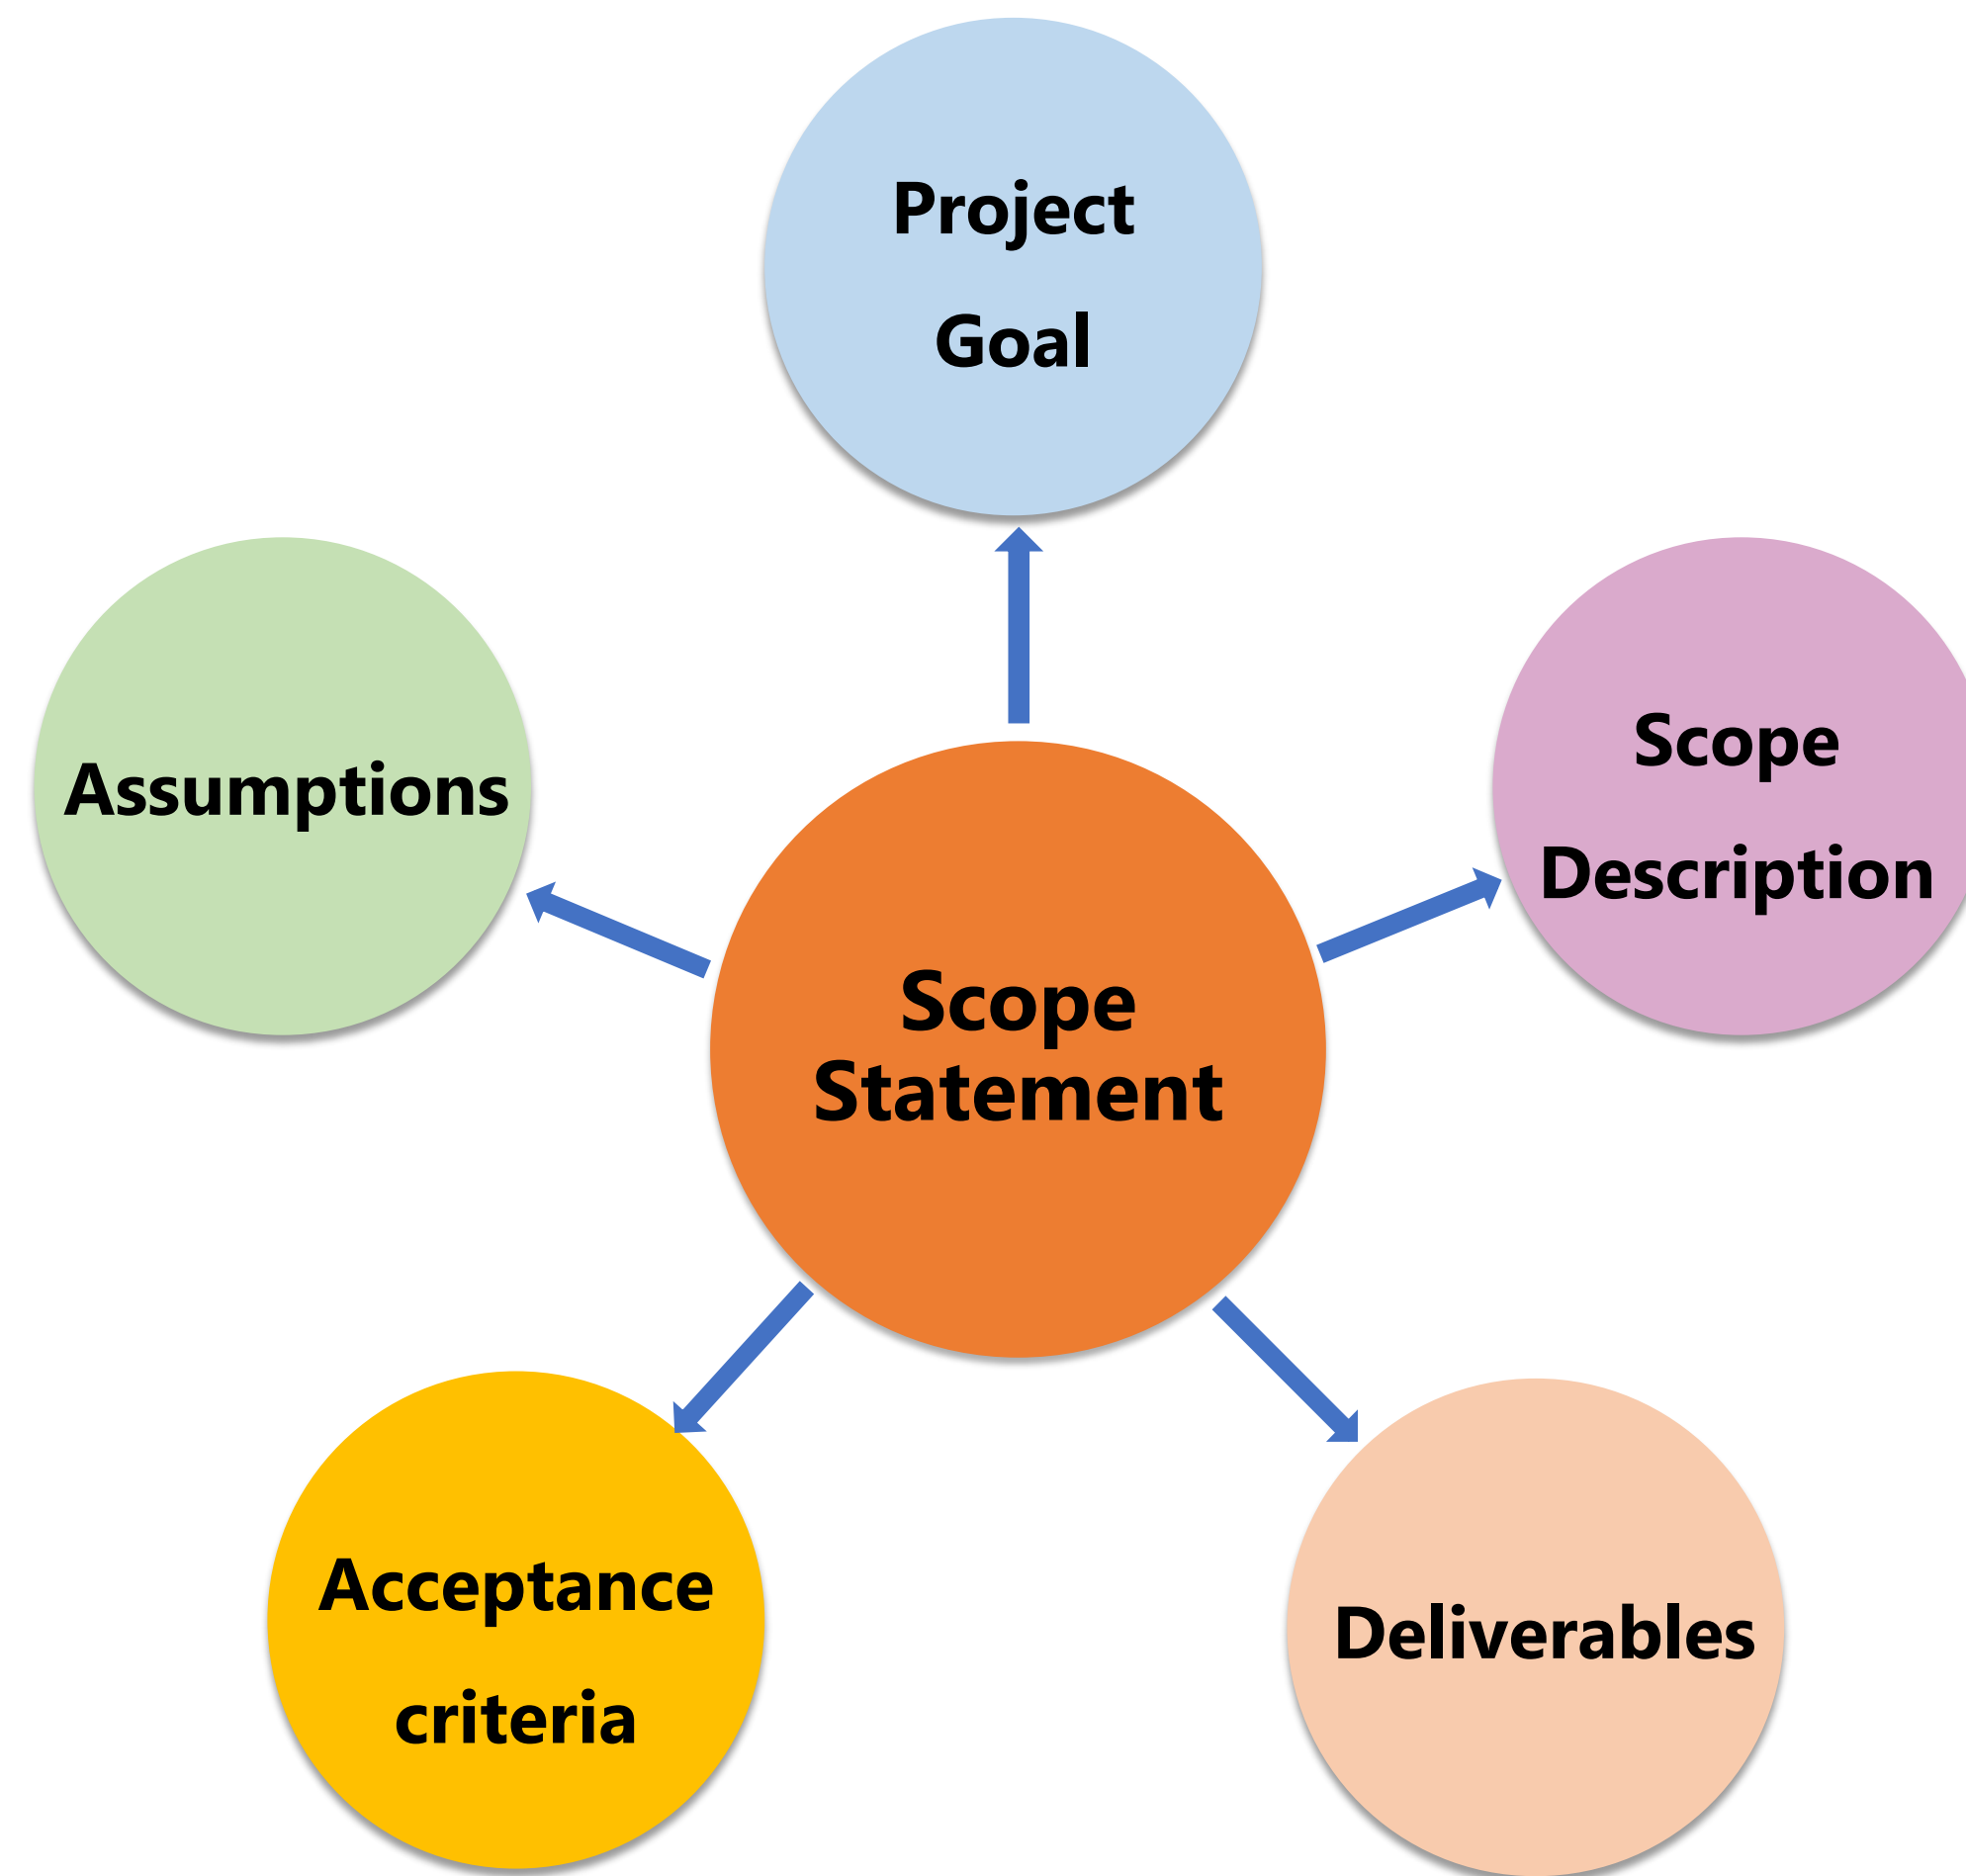 Project
Goal
Scope
Description
Assumptions
Scope
Statement
Acceptance
criteria
Deliverables